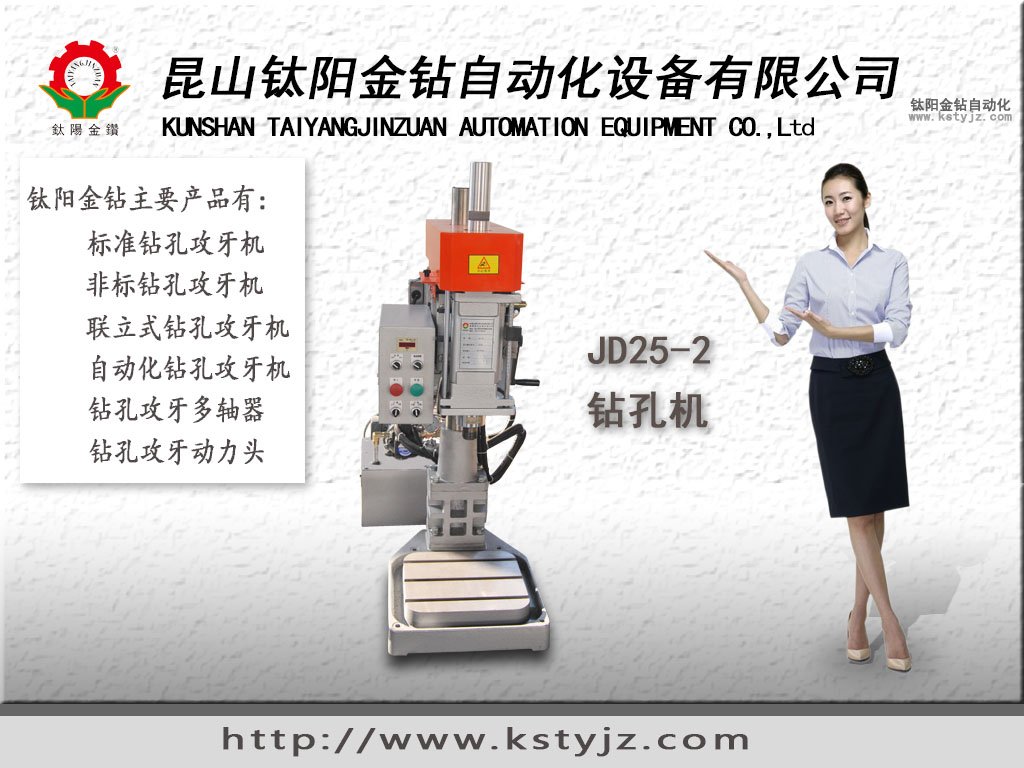 昆山钛阳金钻自动化设备有限公司
KUNSHAN TAIYANGJINZUAN AUTOMATION EQUIPMENT CO.,Ltd
TAIYANGJINZUAN
®
鈦陽金鑽
钛阳金钻自动化
www.kstyjz.com
钛阳金钻主要产品有:
标准钻孔攻牙机
非标钻孔攻牙机
联立式钻孔攻牙机
自动化钻孔攻牙机
钻孔攻牙多轴器
钻孔攻牙动力头
JD25-2
钻孔机
http://www.kstyjz.com